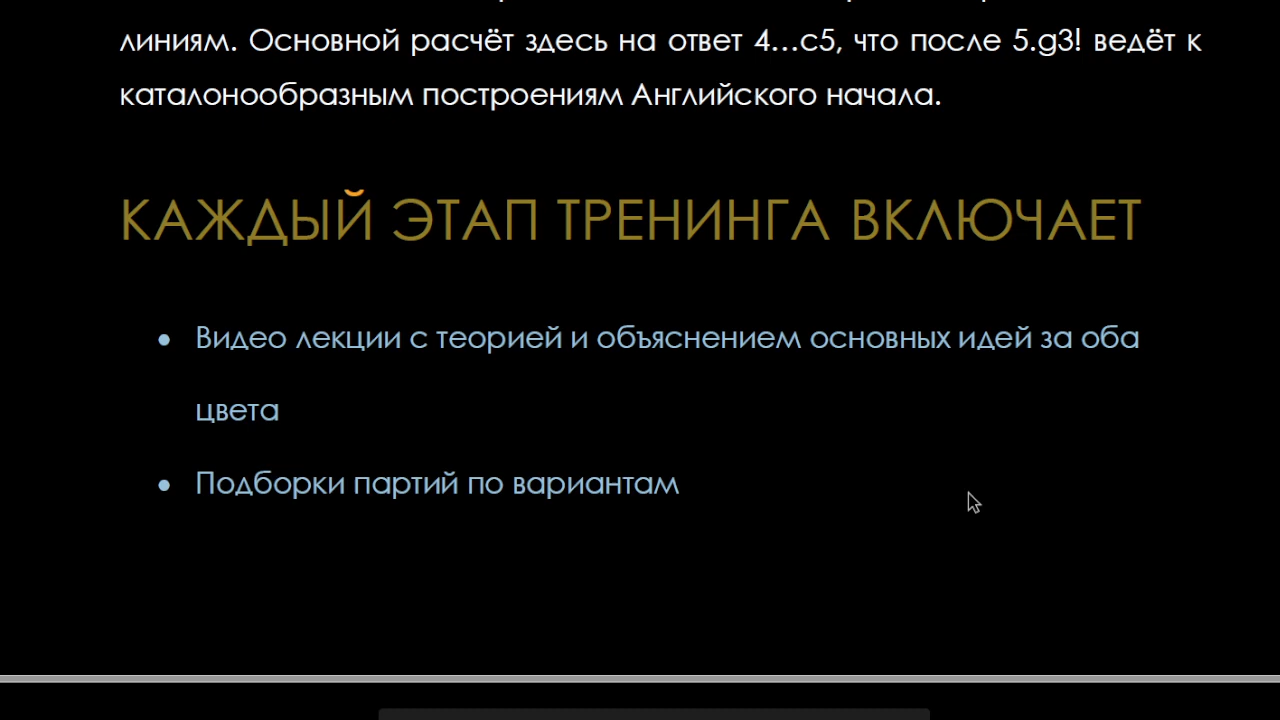 линиям. Основной расчёт здесь на ответ 4…c5, что после 5.g3! ведёт к
каталонообразным построениям Английского начала.
КАЖДЫЙ ЭТАП ТРЕНИНГА ВКЛЮЧАЕТ
● Видео лекции с теорией и объяснением основных идей за оба
цвета
● Подборки партий по вариантам